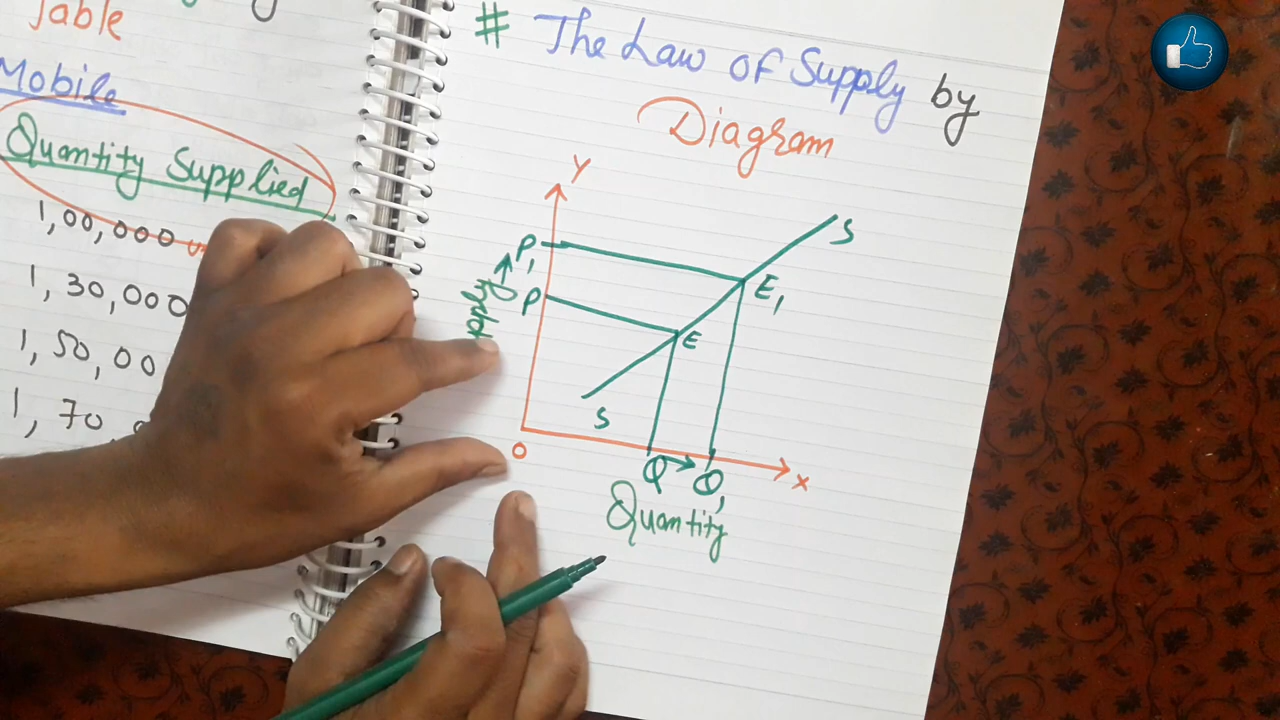 Table
Mobile
Quantity Supplied
1,00,000
1,30,000
1,50,00
1,70,
# The Law of Supply by
Diagram
Y
S
P1
E1
P
E
S
O
Q → Q1
X
Quantity